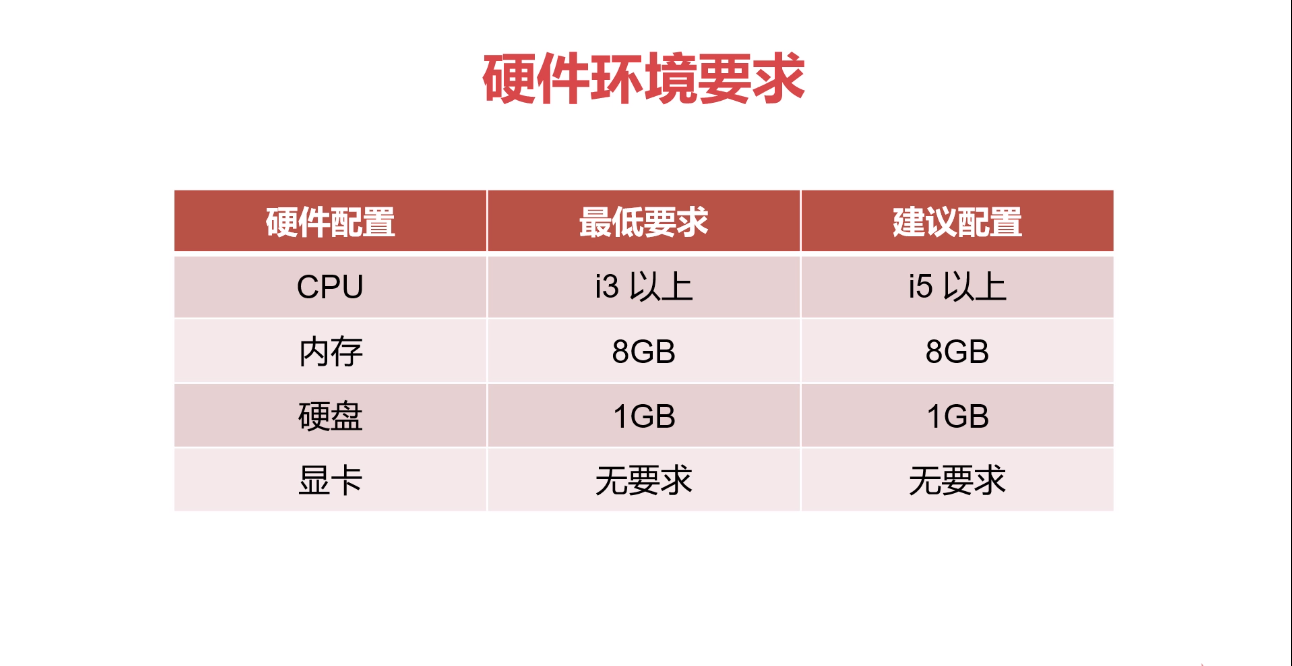 硬件环境要求
硬件配置 最低要求 建议配置
CPU i3 以上 i5 以上
内存 8GB 8GB
硬盘 1GB 1GB
显卡 无要求 无要求